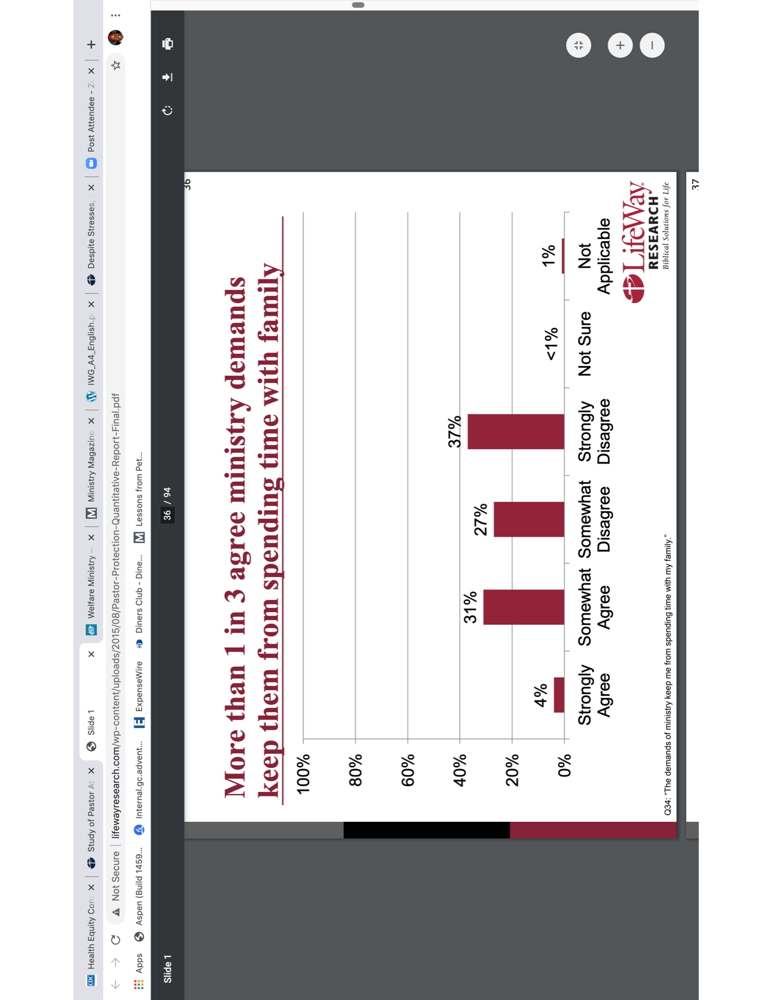 Health Equity Con
Study of Pastor At
Slide 1
Welfare Ministry –
Ministry Magazine
IWG_A4_English.p
Despite Stresses,
Post Attendee - Zo
Not Secure | lifewayresearch.com/wp-content/uploads/2015/08/Pastor-Protection-Quantitative-Report-Final.pdf
Apps
Aspen (Build 1459...
Internal.gc.advent...
ExpenseWire
Diners Club - Dine...
Lessons from Pet...
Slide 1
36 / 94
36
More than 1 in 3 agree ministry demands
keep them from spending time with family
100%
80%
60%
40%
20%
0%
4%
31%
27%
37%
<1%
1%
Strongly
Agree
Somewhat
Agree
Somewhat
Disagree
Strongly
Disagree
Not Sure
Not
Applicable
Q34: “The demands of ministry keep me from spending time with my family.”
LifeWay®
RESEARCH
Biblical Solutions for Life
37